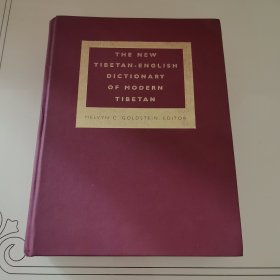 THE NEW
TIBETAN-ENGLISH
DICTIONARY
OF MODERN
TIBETAN
MELVYN C. GOLDSTEIN, EDITOR